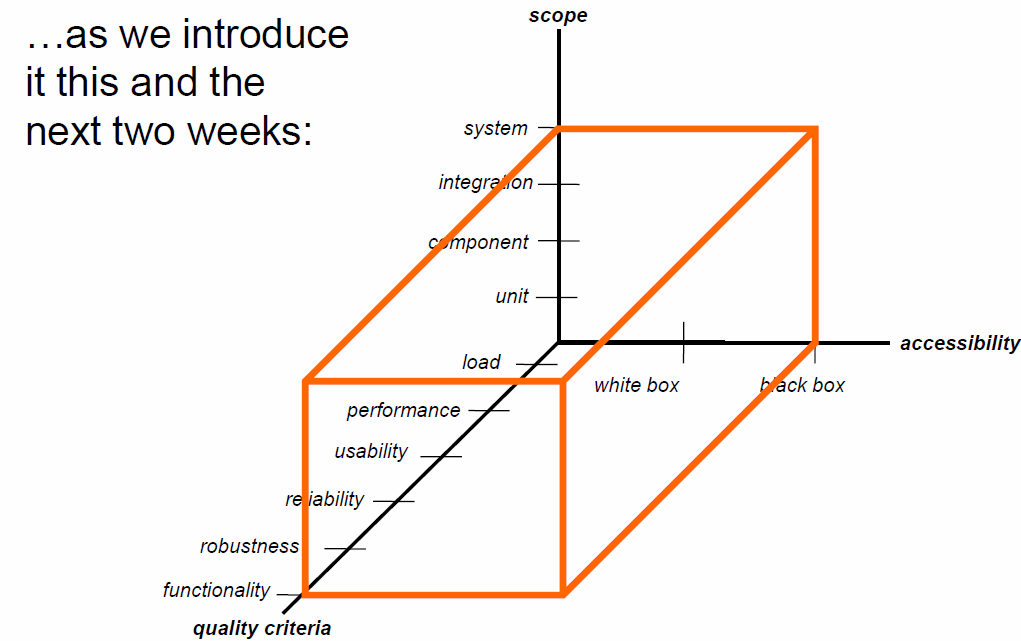 …as we introduce
it this and the
next two weeks:
scope
system
integration
component
unit
accessibility
load
white box
black box
performance
usability
reliability
robustness
functionality
quality criteria